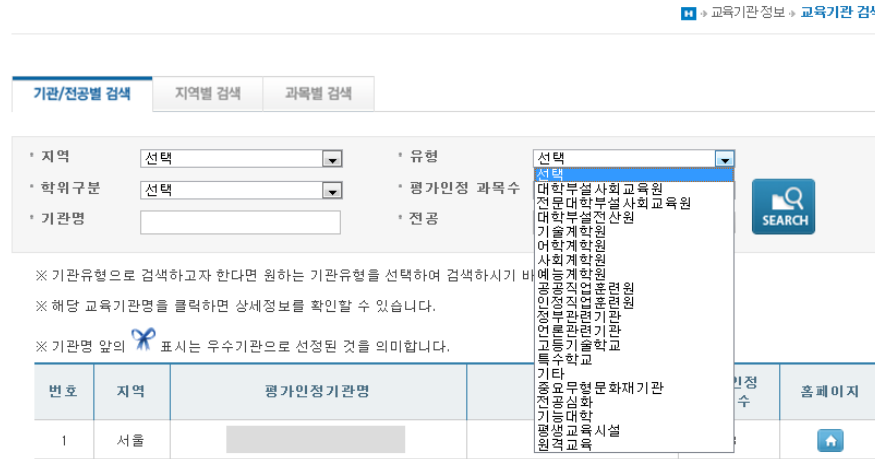 H 교육기관정보 교육기관 검색
기관/전공별 검색 지역별 검색 과목별 검색
지역 선택 유형 선택
학위구분 선택 평가인정 과목수
기관명 전공
SEARCH
선택
대학부설사회교육원
전문대학부설사회교육원
대학부설전산원
기술계학원
어학계학원
사회계학원
예능계학원
공공직업훈련원
인정직업훈련원
정부관련기관
언론관련기관
고등기술학교
특수학교
기타
중요무형문화재기관
전공심화
기능대학
평생교육시설
원격교육
※ 기관유형으로 검색하고자 한다면 원하는 기관유형을 선택하여 검색하시기 바
※ 해당 교육기관명을 클릭하면 상세정보를 확인할 수 있습니다.
※ 기관명 앞의 표시는 우수기관으로 선정된 것을 의미합니다.
번호 지역 평가인정기관명 인정 수 홈페이지
1 서울